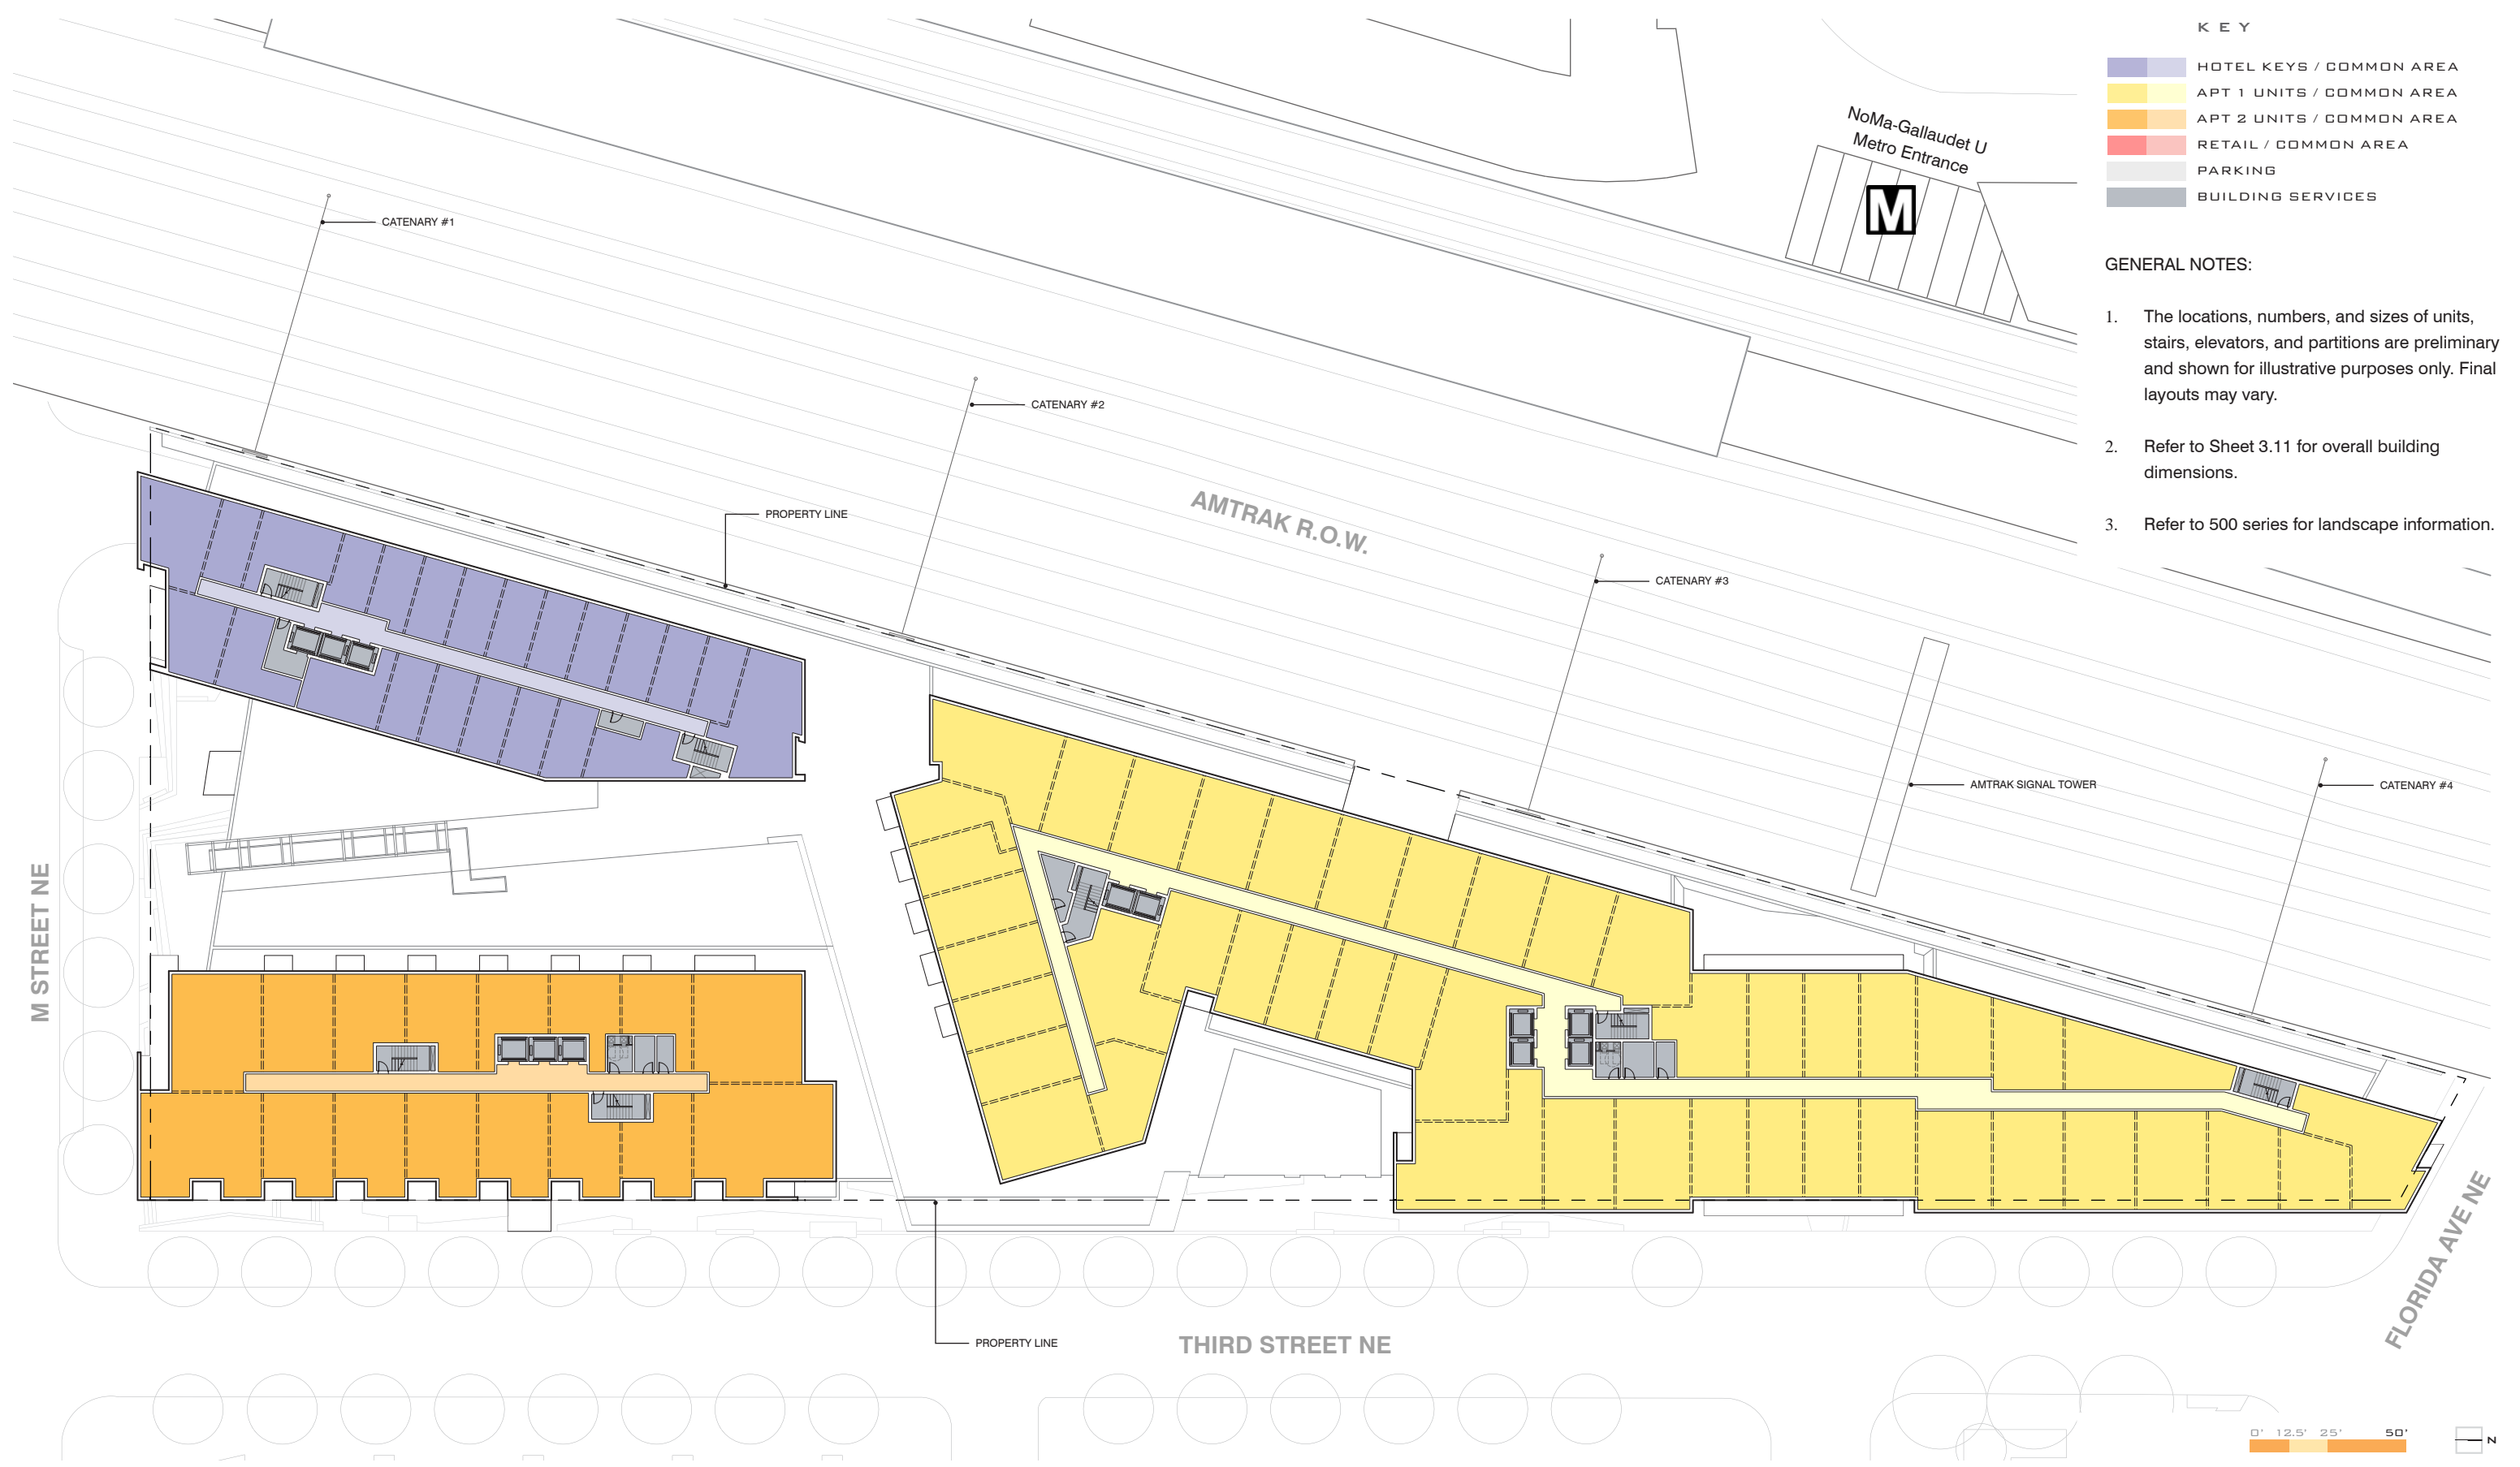 KEY
HOTEL KEYS / COMMON AREA
APT 1 UNITS / COMMON AREA
APT 2 UNITS / COMMON AREA
RETAIL / COMMON AREA
PARKING
BUILDING SERVICES
GENERAL NOTES:
1. The locations, numbers, and sizes of units,
stairs, elevators, and partitions are preliminary
and shown for illustrative purposes only. Final
layouts may vary.
2. Refer to Sheet 3.11 for overall building
dimensions.
3. Refer to 500 series for landscape information.
NoMa-Gallaudet U
Metro Entrance
M
CATENARY #1
CATENARY #2
PROPERTY LINE
AMTRAK R.O.W.
CATENARY #3
AMTRAK SIGNAL TOWER
CATENARY #4
M STREET NE
PROPERTY LINE
THIRD STREET NE
FLORIDA AVE NE
0' 12.5' 25' 50'
N